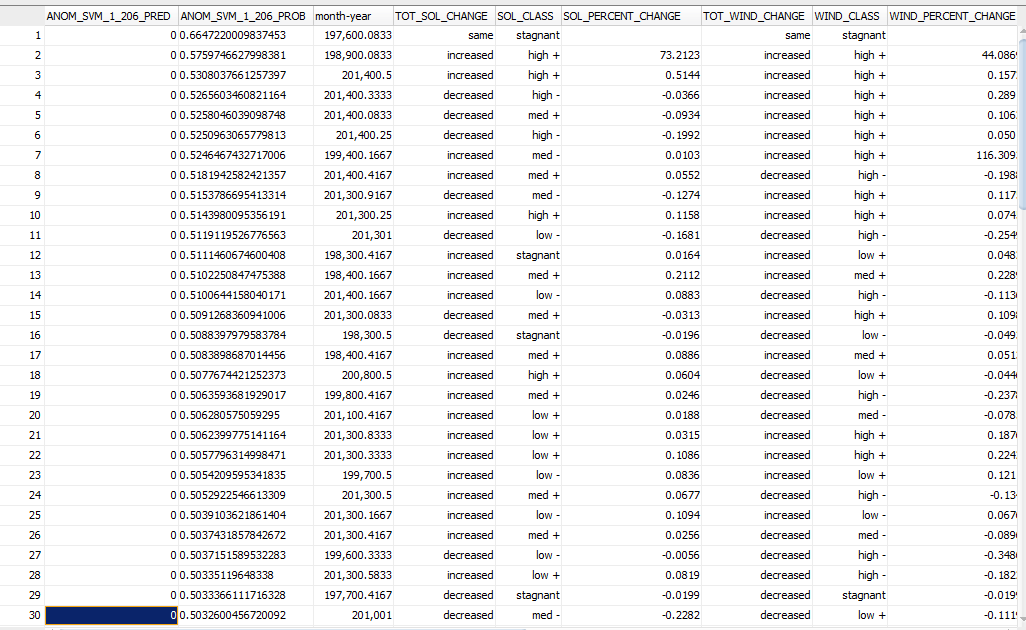 ANOM_SVM_1_206_PRED ANOM_SVM_1_206_PROB month-year TOT_SOL_CHANGE SOL_CLASS SOL_PERCENT_CHANGE TOT_WIND_CHANGE WIND_CLASS WIND_PERCENT_CHANGE
1 0 0.6647220009837453 197,600.0833 same stagnant same stagnant
2 0 0.5759746627998381 198,900.0833 increased high + 73.2123 increased high + 44.086
3 0 0.5308037661257397 201,400.5 increased high + 0.5144 increased high + 0.157
4 0 0.5265603460821164 201,400.3333 decreased high - -0.0366 increased high + 0.289
5 0 0.5258046039098748 201,400.0833 decreased med + -0.0934 increased high + 0.106
6 0 0.5250963065779813 201,400.25 decreased high - -0.1992 increased high + 0.050
7 0 0.5246467432717006 199,400.1667 increased med - 0.0103 increased high + 116.309
8 0 0.5181942582421357 201,400.4167 increased med + 0.0552 decreased high - -0.198
9 0 0.5153786695413314 201,300.9167 decreased med - -0.1274 increased high + 0.117
10 0 0.5143980095356191 201,300.25 increased high + 0.1158 increased high + 0.074
11 0 0.5119119526776563 201,301 decreased low - -0.1681 decreased high - -0.254
12 0 0.5111460674600408 198,300.4167 increased stagnant 0.0164 increased low + 0.048
13 0 0.5102250847475388 198,400.1667 increased med + 0.2112 increased med + 0.228
14 0 0.5100644158040171 201,400.1667 increased low - 0.0883 decreased high - -0.113
15 0 0.5091268360941006 201,300.0833 decreased med + -0.0313 increased high + 0.109
16 0 0.50883979795837​84 198,300.5 decreased stagnant -0.0196 decreased low - -0.049
17 0 0.5083898687014456 198,400.4167 increased med + 0.0886 increased med + 0.051
18 0 0.5077674421252373 200,800.5 increased high + 0.0604 decreased low + -0.044
19 0 0.5063593681929017 199,800.4167 increased med + 0.0246 decreased high - -0.237
20 0 0.506280575059295 201,100.4167 increased low + 0.0188 decreased med - -0.078
21 0 0.5062399775141164 201,300.8333 increased low + 0.0315 increased high + 0.187
22 0 0.5057796314998471 201,300.3333 increased low + 0.1086 increased high + 0.224
23 0 0.5054209595341835 199,700.5 increased low - 0.0836 increased low + 0.121
24 0 0.5052922546613309 201,300.5 increased med + 0.0677 decreased high - -0.13
25 0 0.5039103621861404 201,300.1667 increased low - 0.1094 increased low - 0.067
26 0 0.5037431857842672 201,300.4167 increased med + 0.0256 decreased med - -0.089
27 0 0.5037151589532283 199,600.3333 decreased low - -0.0056 decreased high - -0.348
28 0 0.50335119648338 201,300.5833 increased low + 0.0819 decreased high - -0.182
29 0 0.5033366111716328 197,700.4167 decreased stagnant -0.0199 decreased stagnant -0.019
30 0 0.5032600456720092 201,001 decreased med - -0.2282 decreased low + -0.111